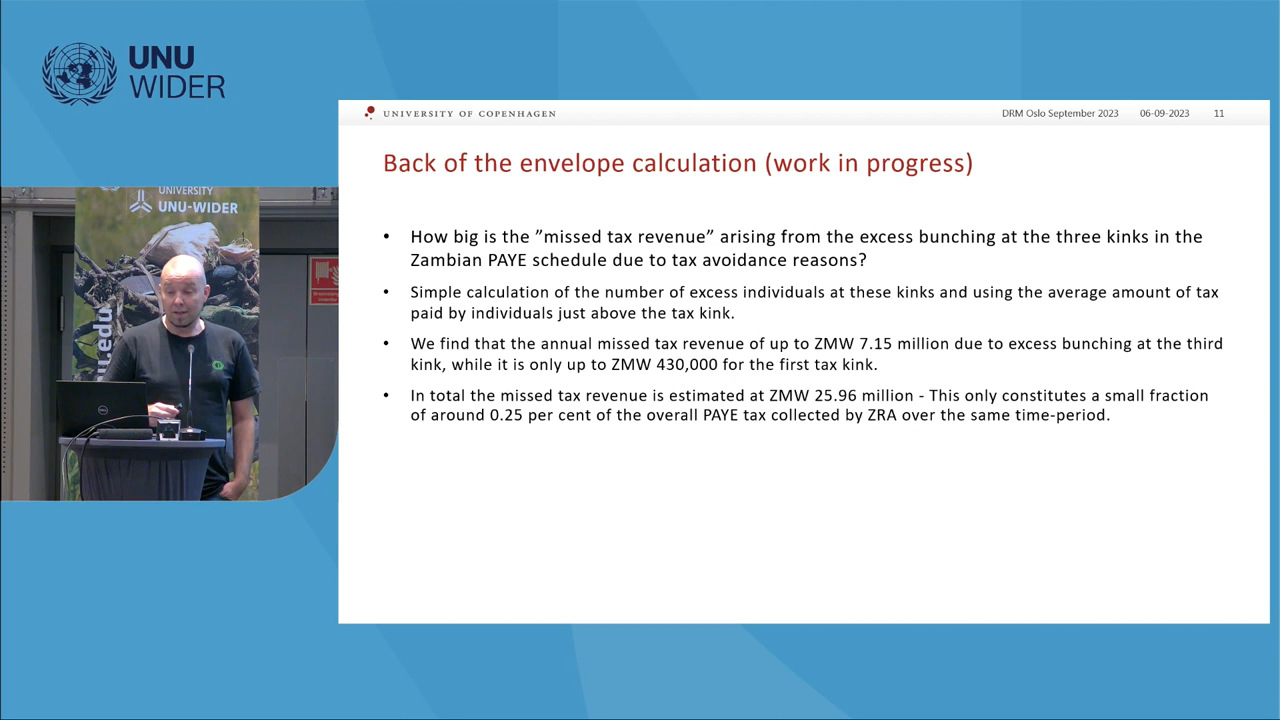 UNU
WIDER
UNIVERSITY OF COPENHAGEN
DRM Oslo September 2023 06-09-2023 11
Back of the envelope calculation (work in progress)
• How big is the ”missed tax revenue” arising from the excess bunching at the three kinks in the
Zambian PAYE schedule due to tax avoidance reasons?
• Simple calculation of the number of excess individuals at these kinks and using the average amount of tax
paid by individuals just above the tax kink.
• We find that the annual missed tax revenue of up to ZMW 7.15 million due to excess bunching at the third
kink, while it is only up to ZMW 430,000 for the first tax kink.
• In total the missed tax revenue is estimated at ZMW 25.96 million - This only constitutes a small fraction
of around 0.25 per cent of the overall PAYE tax collected by ZRA over the same time-period.
UNIVERSITY
UNU-WIDER
nu.edu
DELL